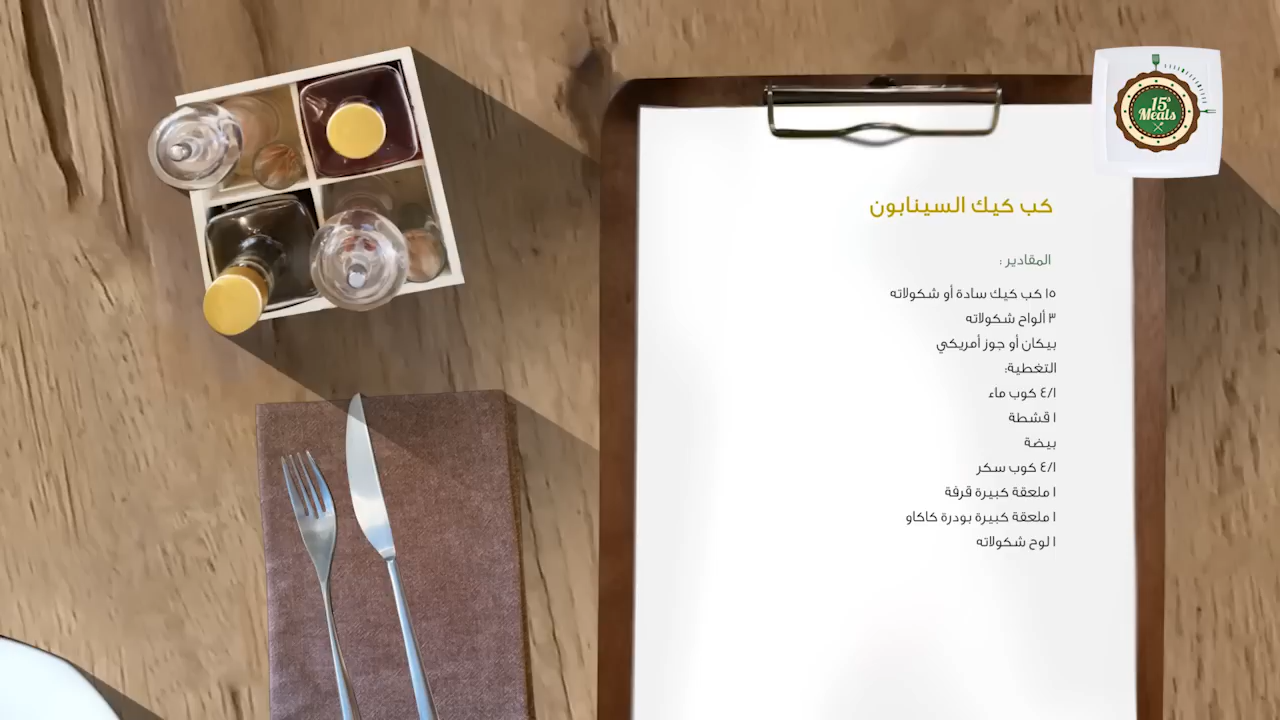 15s
Meals
كب كيك السينابون
المقادير :
١٥ كب كيك سادة أو شكولاته
٣ ألواح شكولاته
بيكان أو جوز أمريكي
التغطية:
٤/١ كوب ماء
١ قشطة
بيضة
٤/١ كوب سكر
١ ملعقة كبيرة قرفة
١ ملعقة كبيرة بودرة كاكاو
١ لوح شكولاته